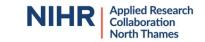 NIHR
Applied Research
Collaboration
North Thames